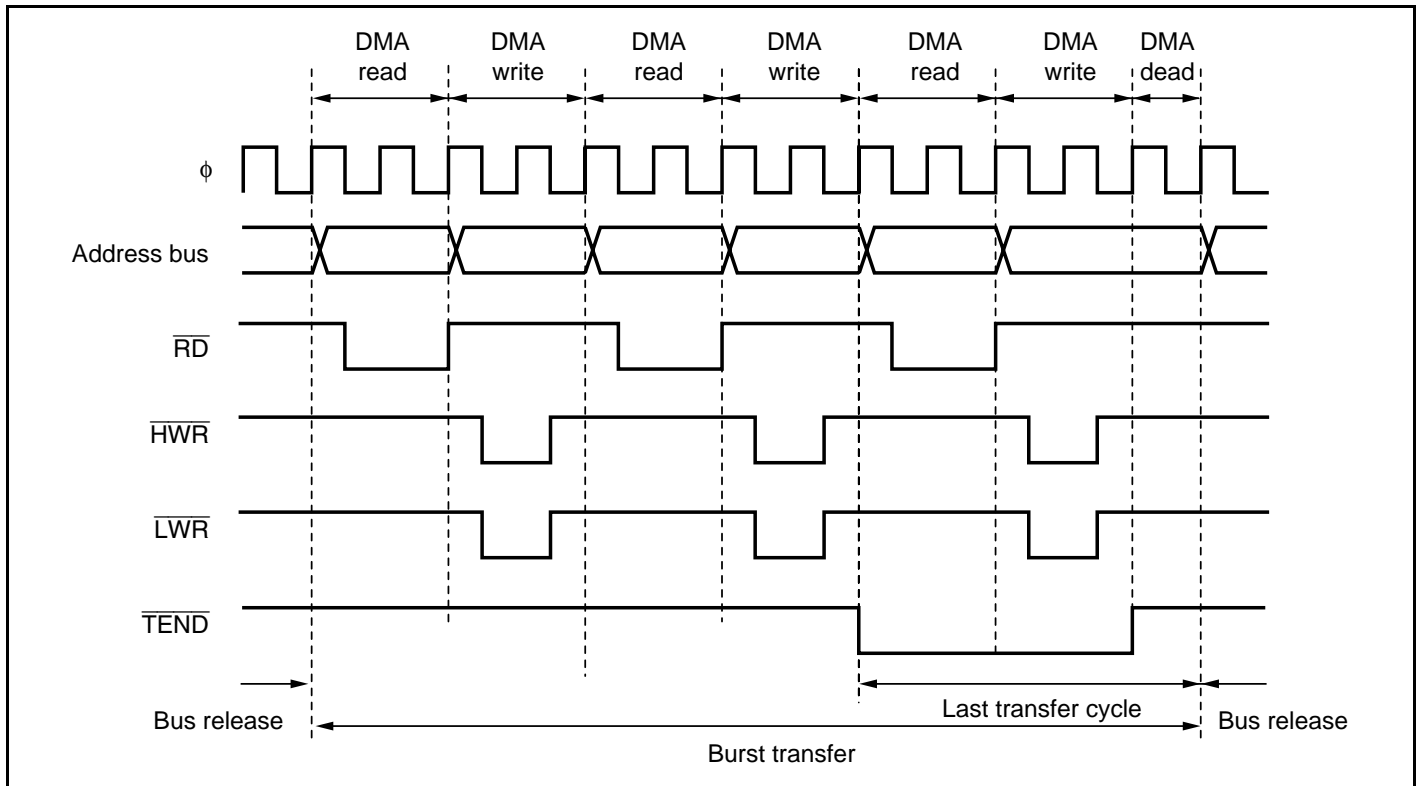 DMA read
DMA write
DMA read
DMA write
DMA read
DMA write
DMA dead
ϕ
Address bus
RD
HWR
LWR
TEND
Last transfer cycle
Bus release
Bus release
Burst transfer